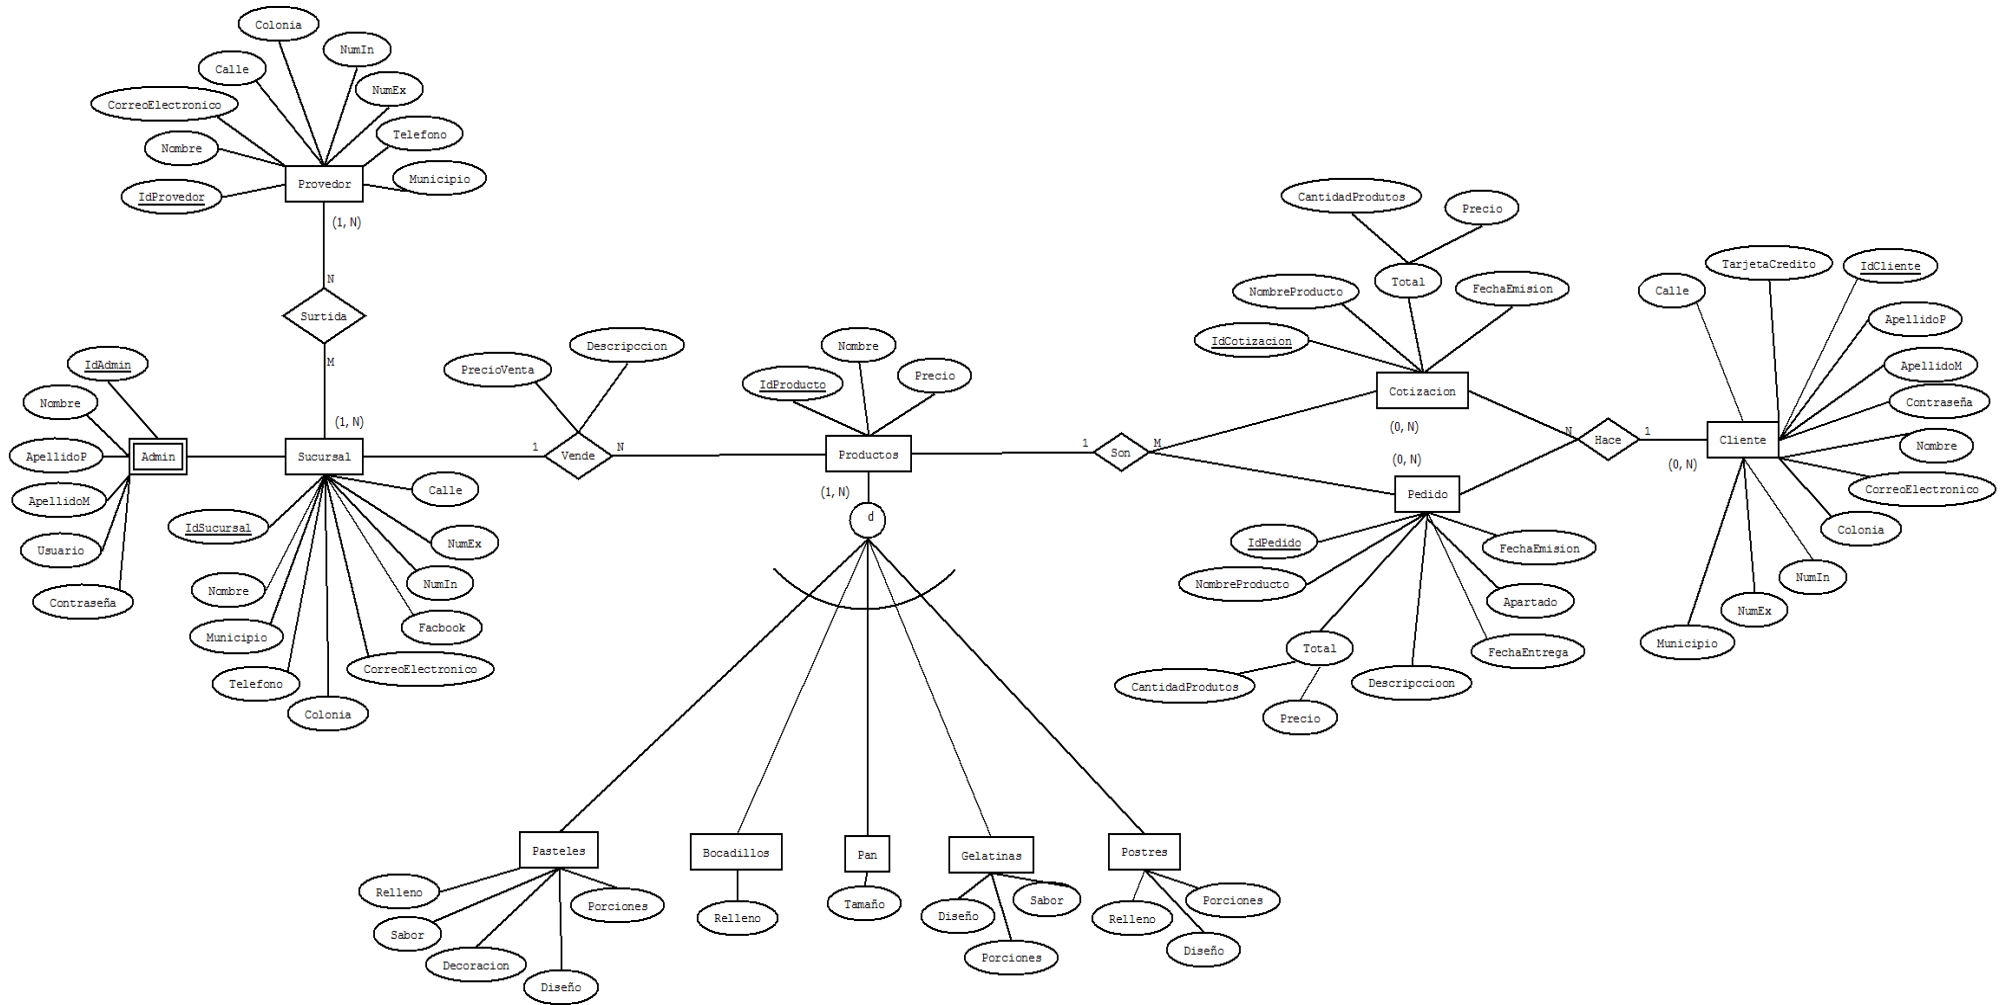 Colonia
NumIn
Calle
NumEx
CorreoElectronico
Telefono
Nombre
Municipio
IdProvedor
Provedor
(1, N)
N
Surtida
M
(1, N)
IdAdmin
Nombre
ApellidoP
Admin
ApellidoM
Usuario
Contraseña
Sucursal
Calle
IdSucursal
NumEx
NumIn
Nombre
Facbook
Municipio
CorreoElectronico
Telefono
Colonia
1
Vende
N
PrecioVenta
Descripccion
Nombre
Precio
IdProducto
Productos
(1, N)
d
1
Son
M
CantidadProdutos
Precio
Total
NombreProducto
FechaEmision
IdCotizacion
Cotizacion
(0, N)
(0, N)
Pedido
IdPedido
FechaEmision
NombreProducto
Apartado
Total
FechaEntrega
CantidadProdutos
Descripccioon
Precio
N
Hace
1
(0, N)
Cliente
Calle
TarjetaCredito
IdCliente
ApellidoP
ApellidoM
Contraseña
Nombre
CorreoElectronico
Colonia
NumIn
NumEx
Municipio
Pasteles
Relleno
Sabor
Decoracion
Diseño
Porciones
Bocadillos
Relleno
Pan
Tamaño
Gelatinas
Diseño
Sabor
Porciones
Postres
Relleno
Porciones
Diseño